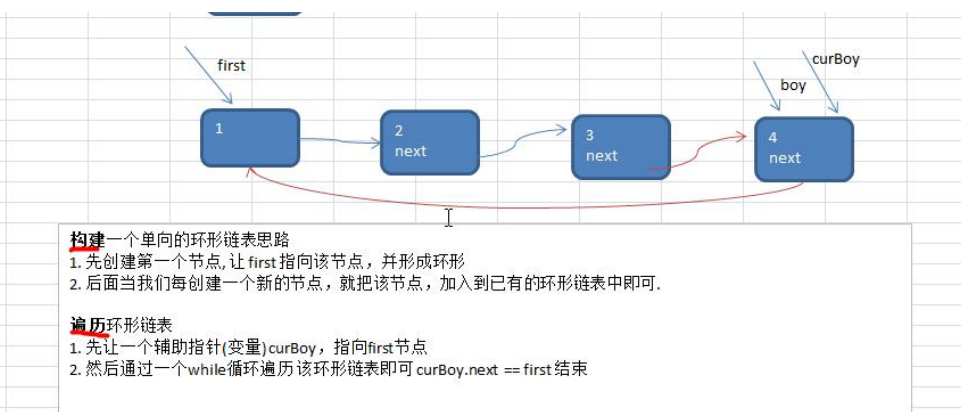 first
curBoy
boy
1
2
next
3
next
4
next
构建一个单向的环形链表思路
1. 先创建第一个节点, 让 first 指向该节点，并形成环形
2. 后面当我们每创建一个新的节点，就把该节点，加入到已有的环形链表中即可.
遍历环形链表
1. 先让一个辅助指针(变量) curBoy，指向first节点
2. 然后通过一个while循环遍历该环形链表即可 curBoy.next == first 结束